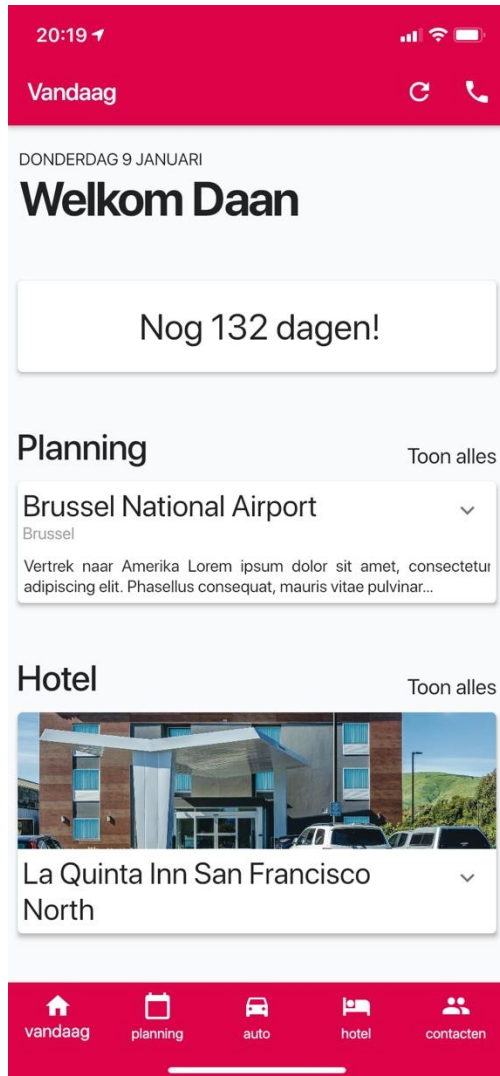 20:19
Vandaag
DONDERDAG 9 JANUARI
Welkom Daan
Nog 132 dagen!
Planning
Toon alles
Brussel National Airport
Brussel
Vertrek naar Amerika Lorem ipsum dolor sit amet, consectetur
adipiscing elit. Phasellus consequat, mauris vitae pulvinar...
Hotel
Toon alles
La Quinta Inn San Francisco
North
vandaag
planning
auto
hotel
contacten